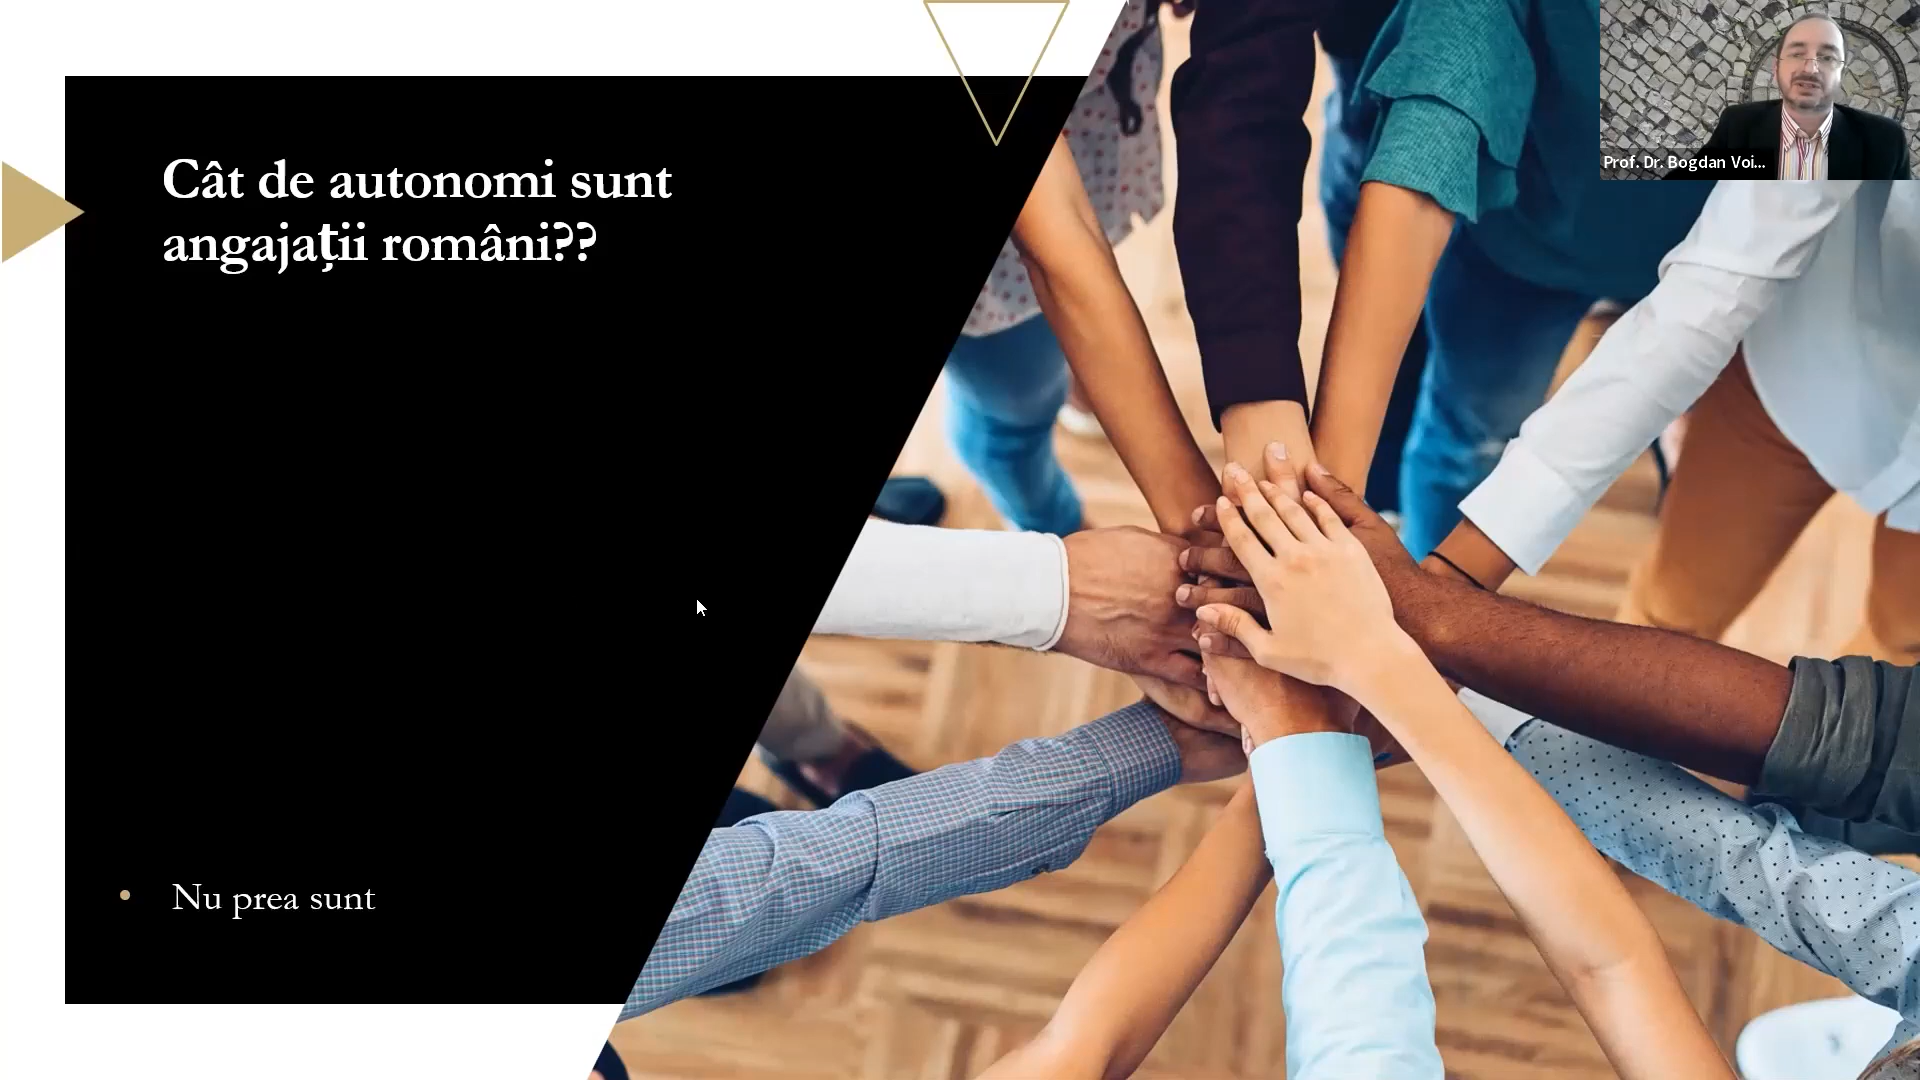 Cât de autonomi sunt
angajații români??
Nu prea sunt
Prof. Dr. Bogdan Voi...